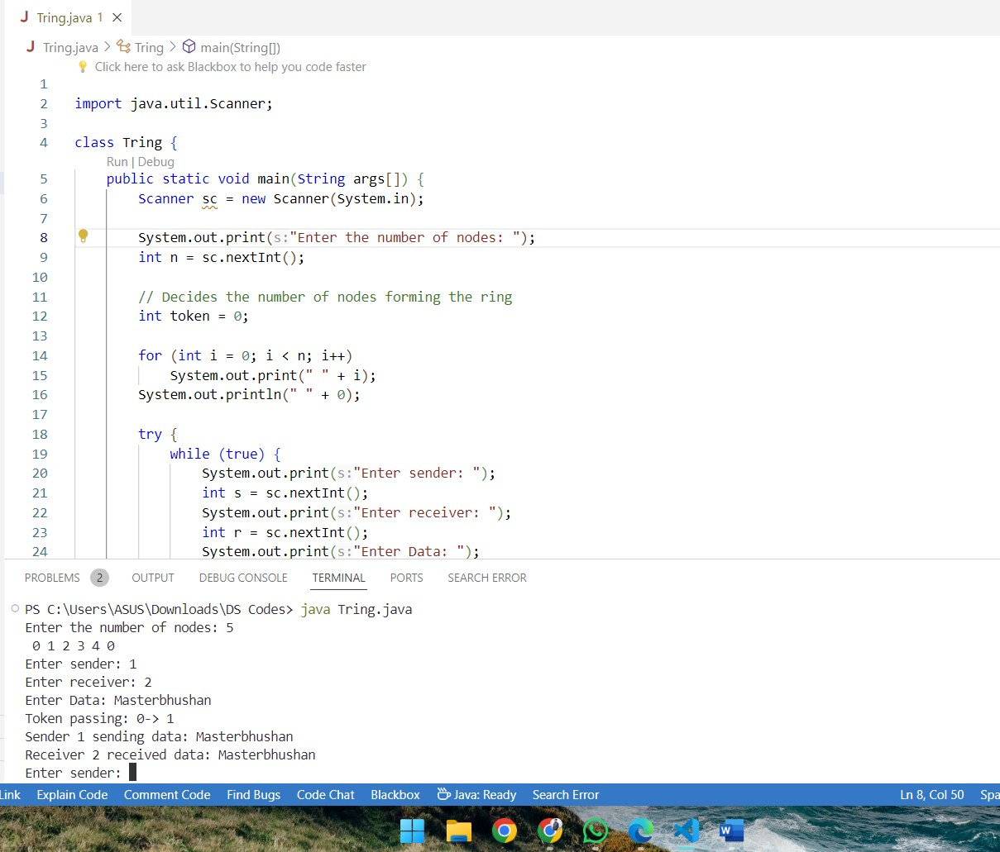 J Tring.java 1
J Tring.java > Tring > main(String[])
Click here to ask Blackbox to help you code faster
1
2 import java.util.Scanner;
3
4 class Tring {
Run | Debug
5 public static void main(String args[]) {
6 Scanner sc = new Scanner(System.in);
7
8 System.out.print(s:"Enter the number of nodes: ");
9 int n = sc.nextInt();
10
11 // Decides the number of nodes forming the ring
12 int token = 0;
13
14 for (int i = 0; i < n; i++)
15 System.out.print(" " + i);
16 System.out.println(" " + 0);
17
18 try {
19 while (true) {
20 System.out.print(s:"Enter sender: ");
21 int s = sc.nextInt();
22 System.out.print(s:"Enter receiver: ");
23 int r = sc.nextInt();
24 System.out.print(s:"Enter Data: ");
PROBLEMS 2 OUTPUT DEBUG CONSOLE TERMINAL PORTS SEARCH ERROR
PS C:\Users\ASUS\Downloads\DS Codes> java Tring.java
Enter the number of nodes: 5
0 1 2 3 4 0
Enter sender: 1
Enter receiver: 2
Enter Data: Masterbhushan
Token passing: 0-> 1
Sender 1 sending data: Masterbhushan
Receiver 2 received data: Masterbhushan
Enter sender:
Link Explain Code Comment Code Find Bugs Code Chat Blackbox Java: Ready Search Error Ln 8, Col 50 Spa
W